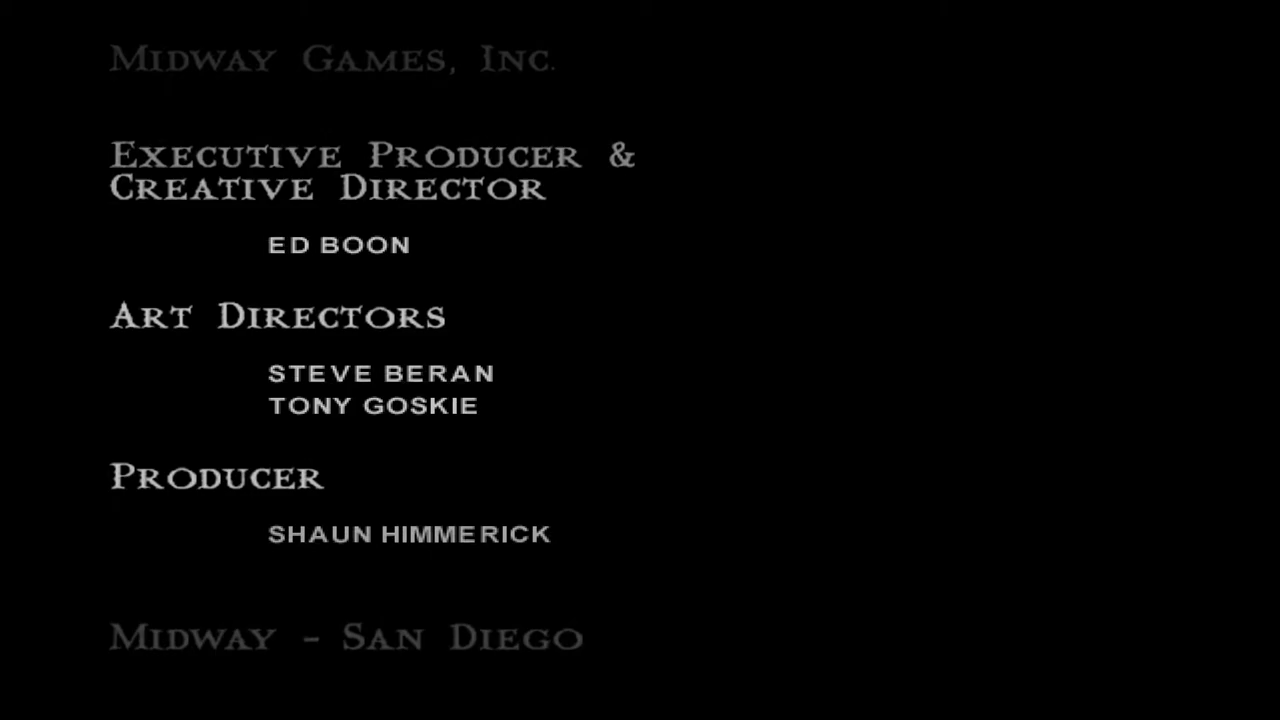 Midway Games, Inc.
Executive Producer &
Creative Director
ED BOON
Art Directors
STEVE BERAN
TONY GOSKIE
Producer
SHAUN HIMMERICK
Midway - San Diego